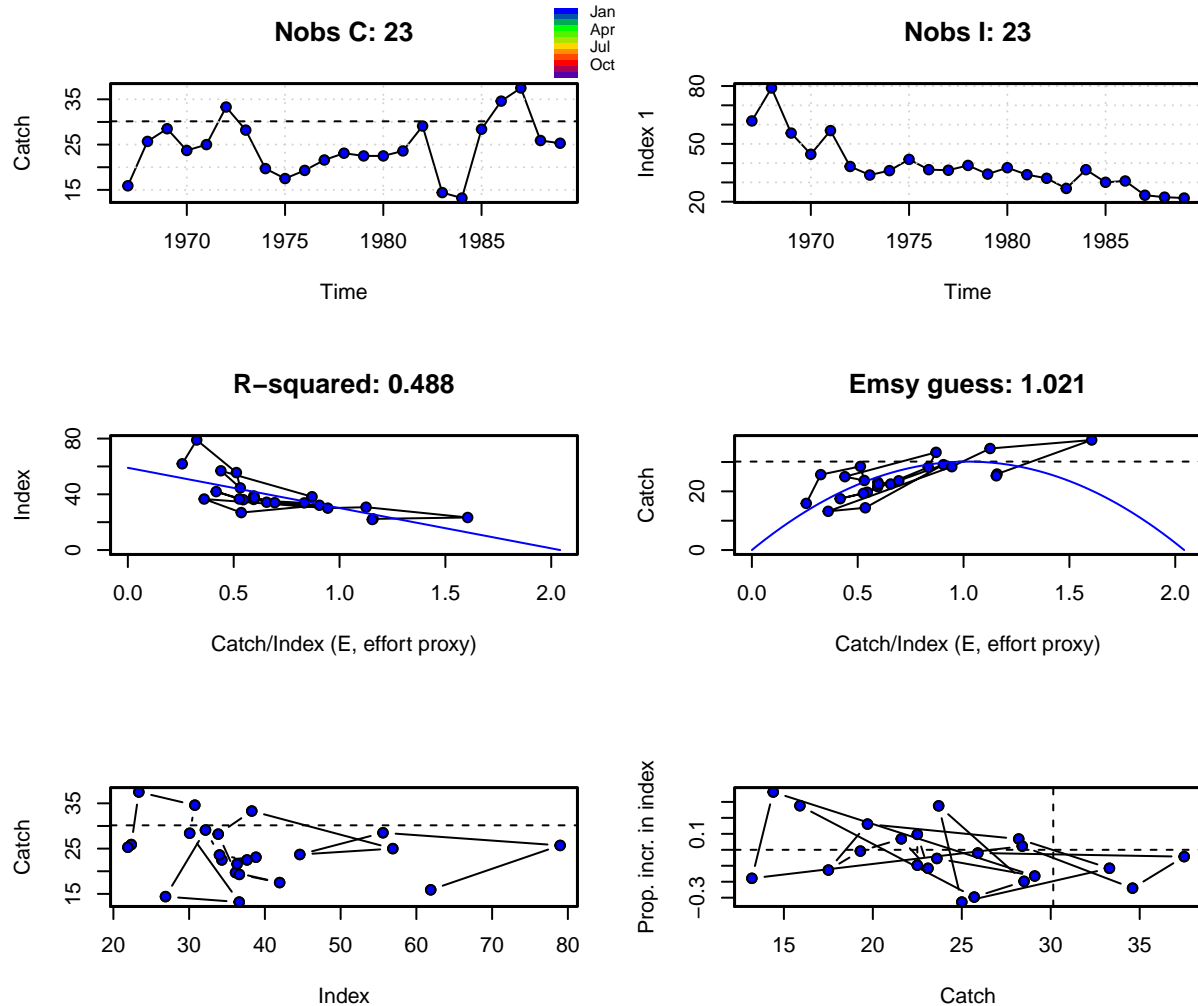 Nobs C: 23
Jan
Apr
Jul
Oct
Nobs I: 23
Catch
15
25
35
1970
1975
1980
1985
Time
Index 1
20
50
80
1970
1975
1980
1985
Time
R−squared: 0.488
Index
0
40
80
0.0
0.5
1.0
1.5
2.0
Catch/Index (E, effort proxy)
Emsy guess: 1.021
Catch
0
20
0.0
0.5
1.0
1.5
2.0
Catch/Index (E, effort proxy)
Catch
15
25
35
20
30
40
50
60
70
80
Index
Prop. incr. in index
−0.3
0.1
15
20
25
30
35
Catch